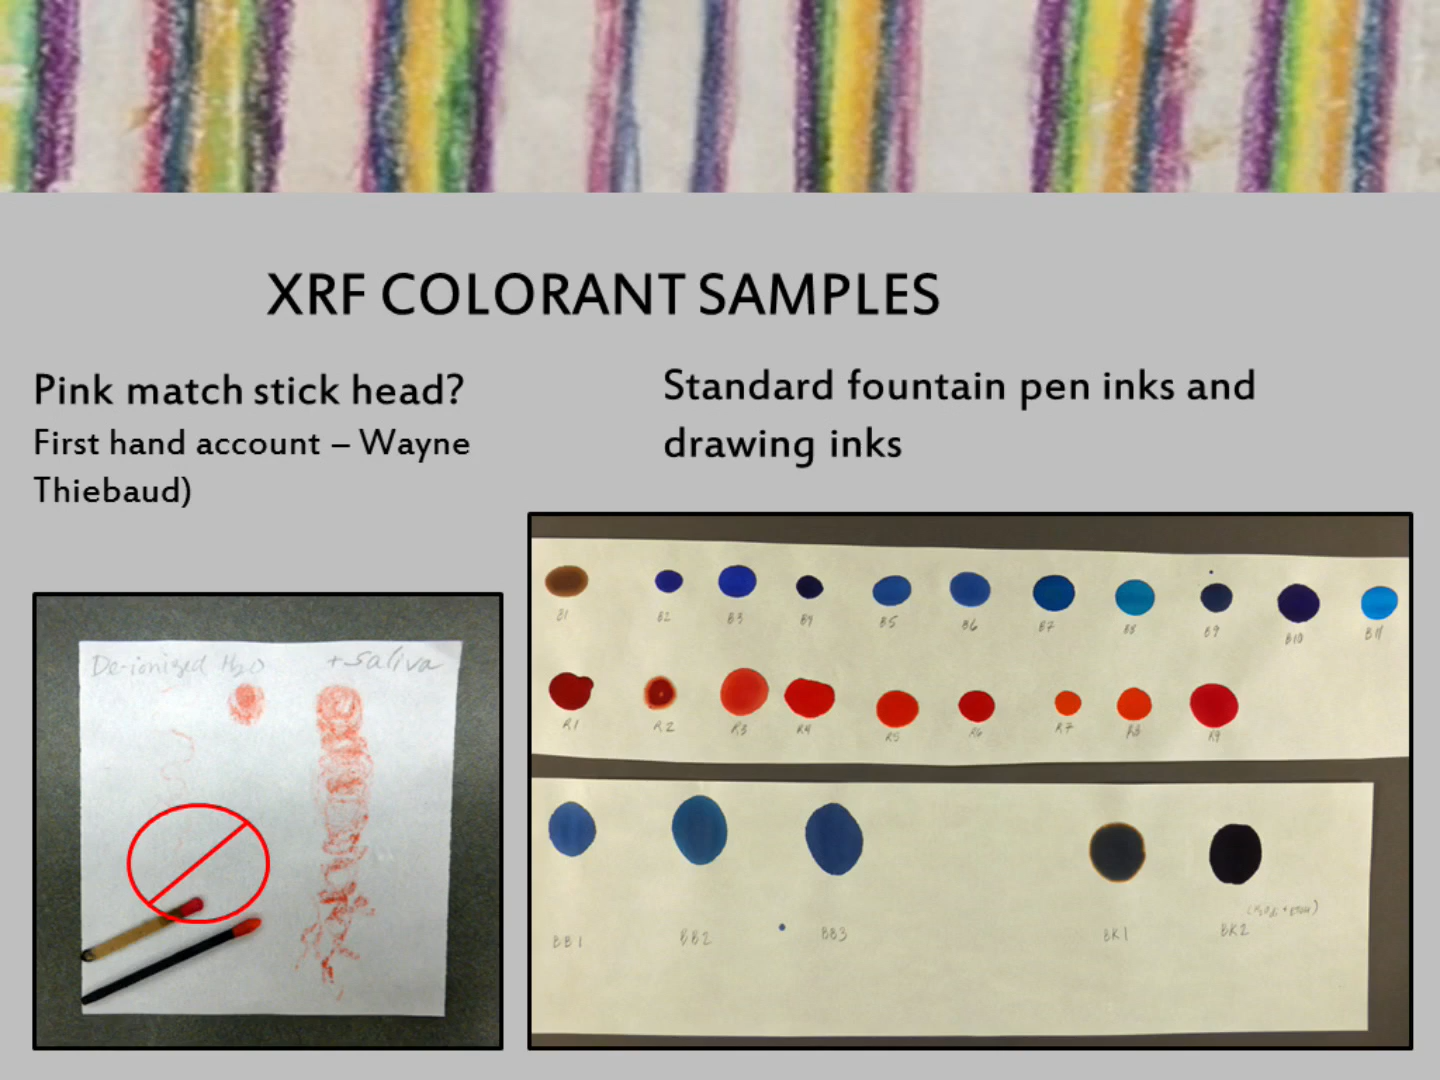 XRF COLORANT SAMPLES
Pink match stick head?
First hand account – Wayne
Thiebaud)
Standard fountain pen inks and
drawing inks
De-ionized H2O +Saliva
B1 B2 B3 B4 B5 B6 B7 B8 B9 B10 B11
R1 R2 R3 R4 R5 R6 R7 R8 R9
BB1 BB2 BB3 BK1 BK2